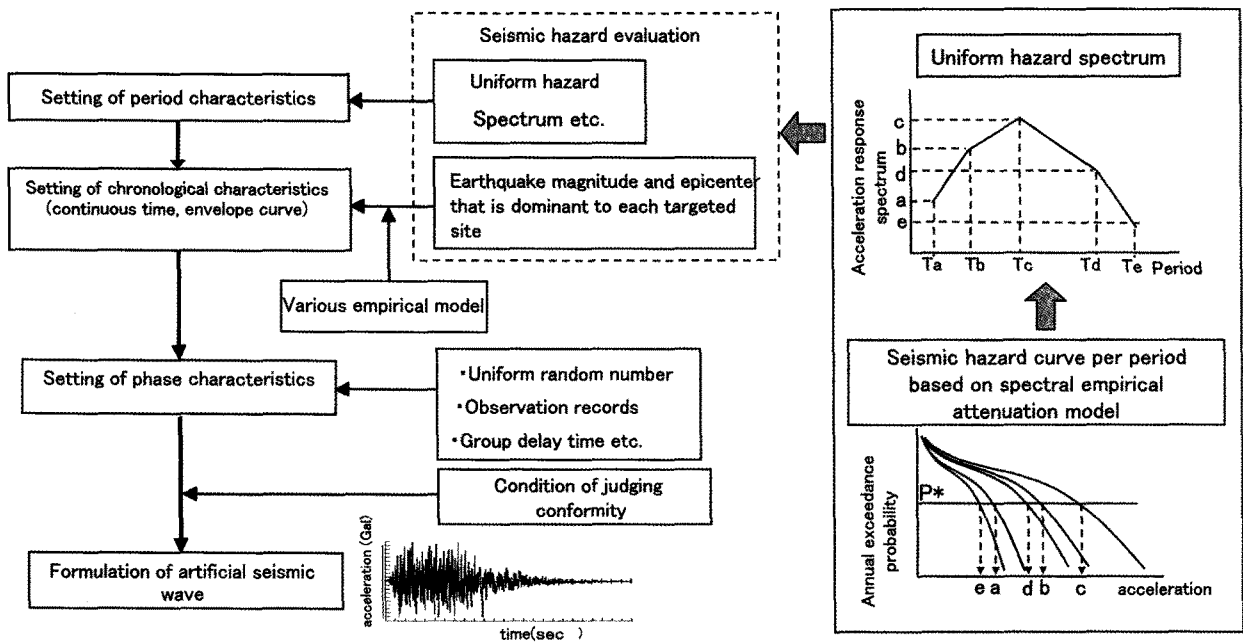 Seismic hazard evaluation
Uniform hazard
Spectrum etc.
Setting of period characteristics
Setting of chronological characteristics
(continuous time, envelope curve)
Earthquake magnitude and epicenter
that is dominant to each targeted
site
Various empirical model
Setting of phase characteristics
・Uniform random number
・Observation records
・Group delay time etc.
Condition of judging
conformity
Formulation of artificial seismic
wave
acceleration (Gal)
time(sec )
Uniform hazard spectrum
Acceleration response
spectrum
c
b
d
a
e
Ta Tb Tc Td Te Period
Seismic hazard curve per period
based on spectral empirical
attenuation model
Annual exceedance
probability
P*
e a d b c acceleration